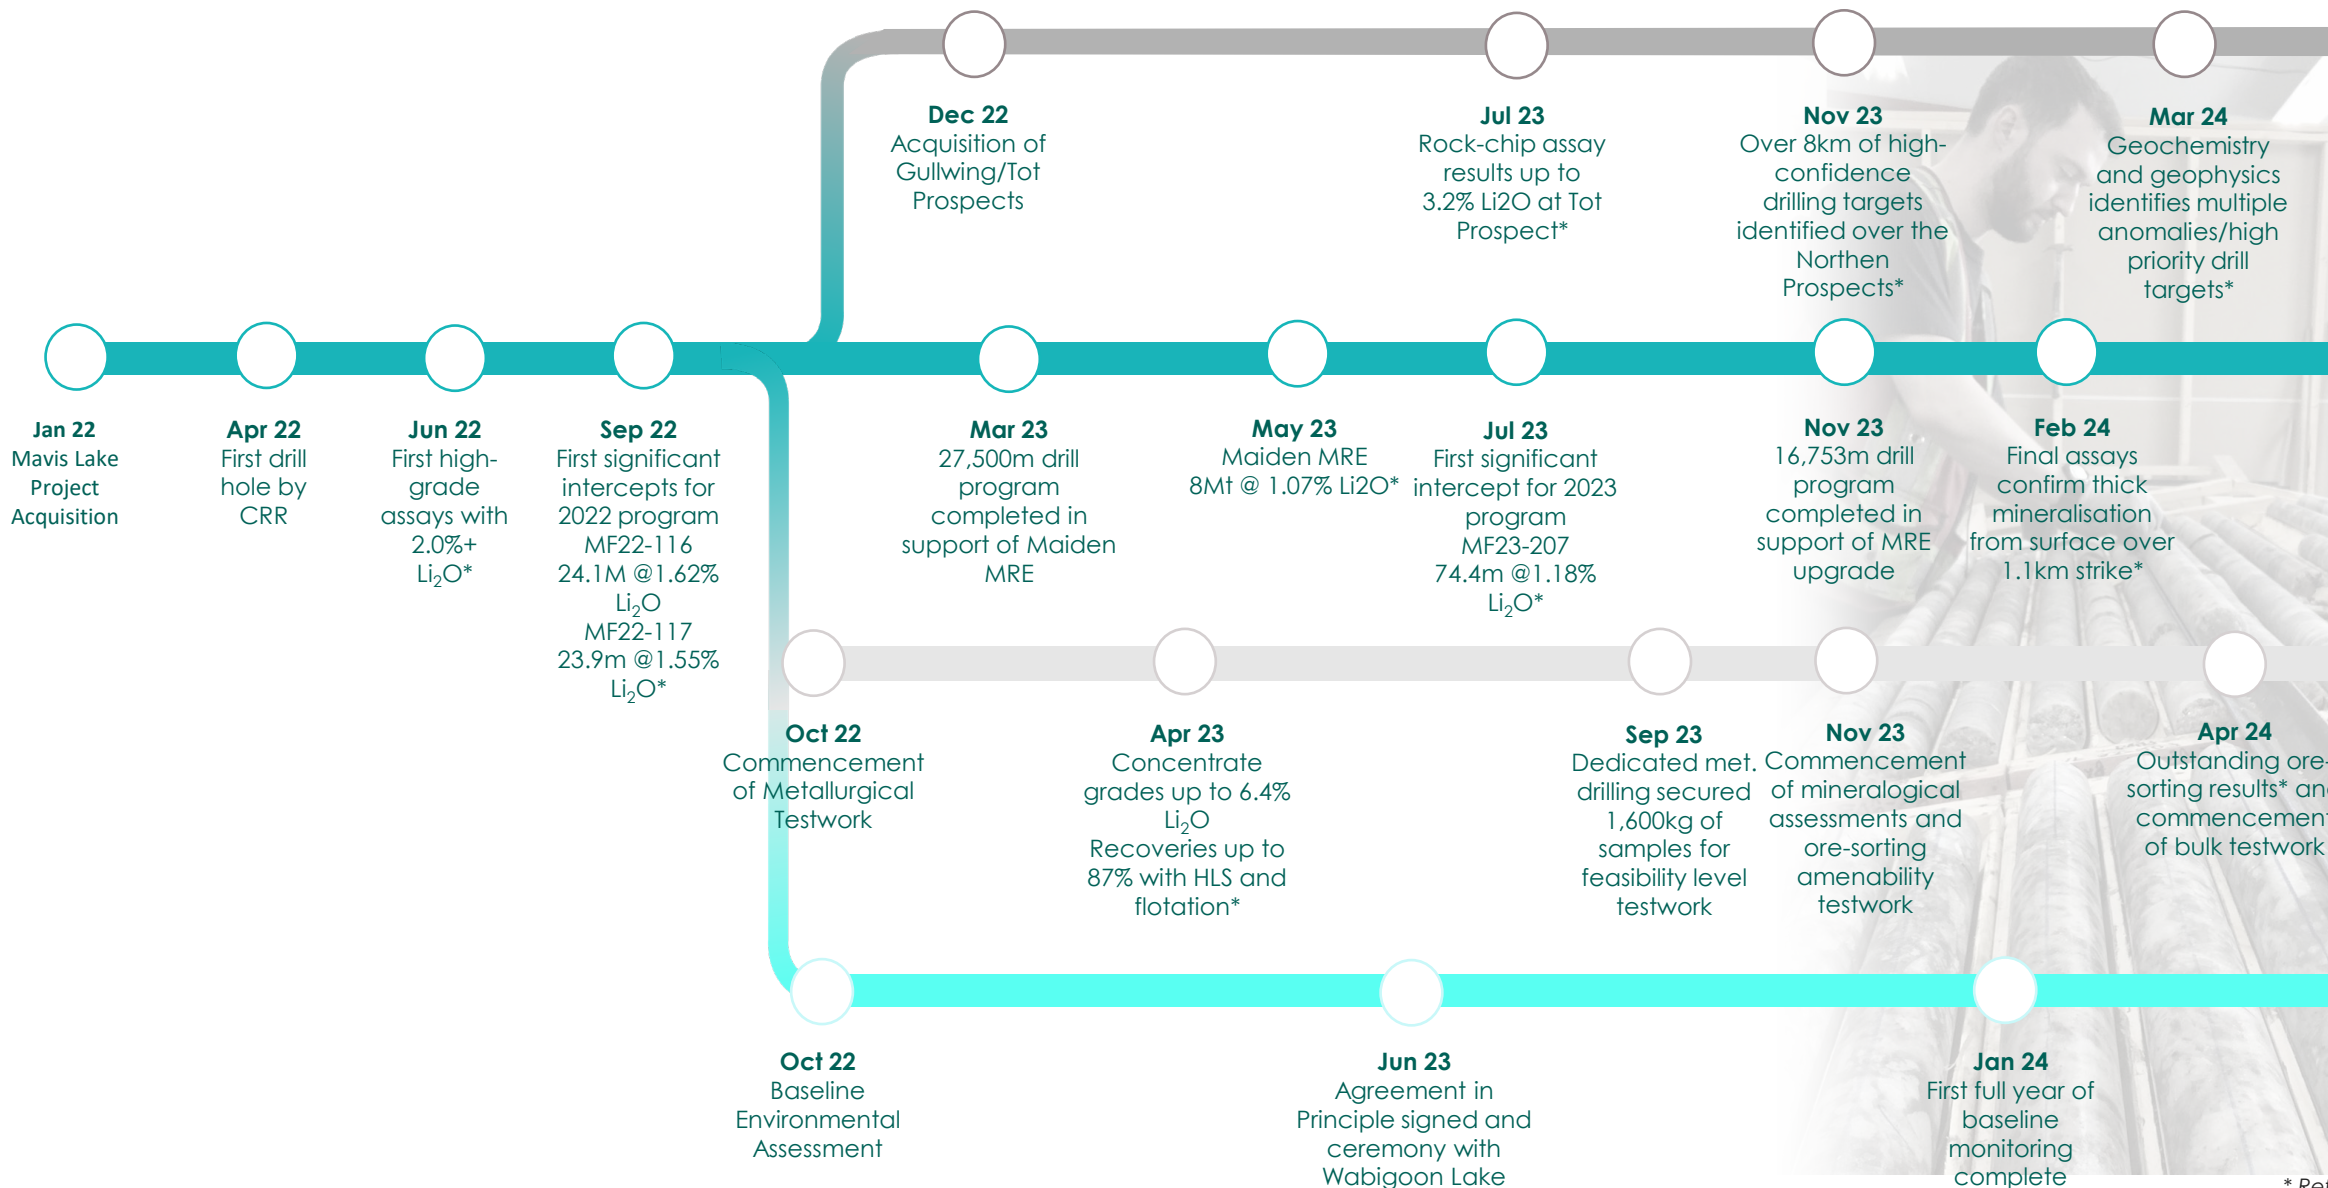 Dec 22
Acquisition of
Gullwing/Tot
Prospects
Jul 23
Rock-chip assay
results up to
3.2% Li2O at Tot
Prospect*
Nov 23
Over 8km of high-
confidence
drilling targets
identified over the
Northen
Prospects*
Mar 24
Geochemistry
and geophysics
identifies multiple
anomalies/high
priority drill
targets*
Jan 22
Mavis Lake
Project
Acquisition
Apr 22
First drill
hole by
CRR
Jun 22
First high-
grade
assays with
2.0%+
Li₂O*
Sep 22
First significant
intercepts for
2022 program
MF22-116
24.1M @1.62%
Li₂O
MF22-117
23.9m @1.55%
Li₂O*
Mar 23
27,500m drill
program
completed in
support of Maiden
MRE
May 23
Maiden MRE
8Mt @ 1.07% Li2O*
Jul 23
First significant
intercept for 2023
program
MF23-207
74.4m @1.18%
Li₂O*
Nov 23
16,753m drill
program
completed in
support of MRE
upgrade
Feb 24
Final assays
confirm thick
mineralisation
from surface over
1.1km strike*
Oct 22
Commencement
of Metallurgical
Testwork
Apr 23
Concentrate
grades up to 6.4%
Li₂O
Recoveries up to
87% with HLS and
flotation*
Sep 23
Dedicated met.
drilling secured
1,600kg of
samples for
feasibility level
testwork
Nov 23
Commencement
of mineralogical
assessments and
ore-sorting
amenability
testwork
Apr 24
Outstanding ore-
sorting results* and
commencement
of bulk testwork
Oct 22
Baseline
Environmental
Assessment
Jun 23
Agreement in
Principle signed and
ceremony with
Wabigoon Lake
Jan 24
First full year of
baseline
monitoring
complete